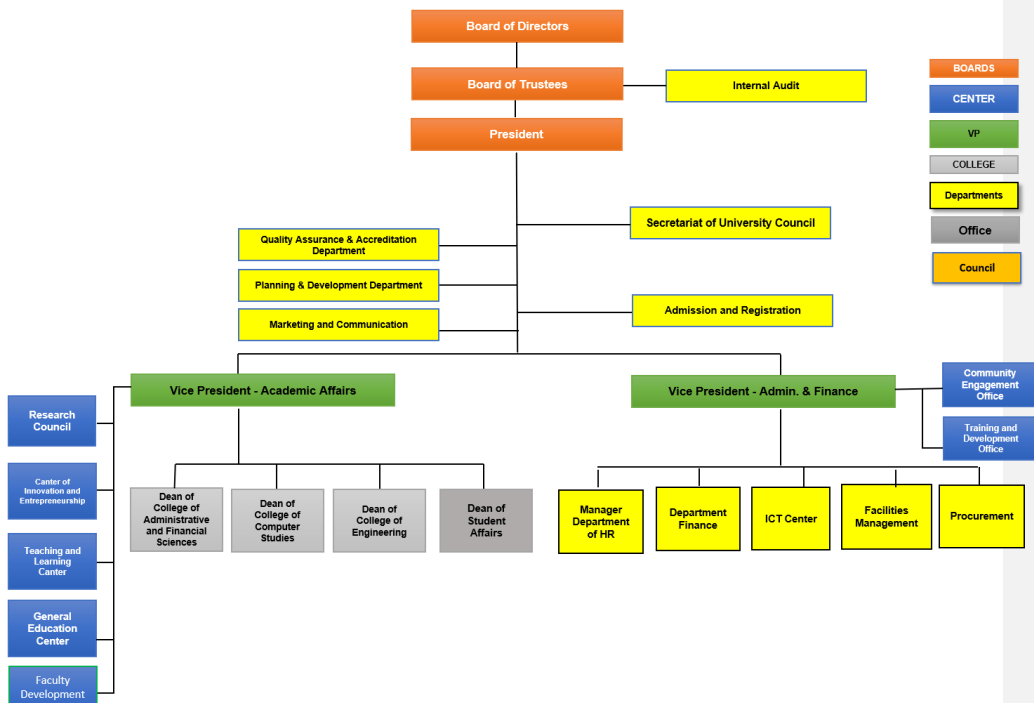 Board of Directors
Board of Trustees
Internal Audit
President
BOARDS
CENTER
VP
COLLEGE
Departments
Office
Council
Secretariat of University Council
Quality Assurance & Accreditation
Department
Planning & Development Department
Marketing and Communication
Admission and Registration
Vice President - Academic Affairs
Vice President - Admin. & Finance
Community
Engagement
Office
Training and
Development
Office
Research
Council
Canter of
Innovation and
Entrepreneurship
Teaching and
Learning
Canter
General
Education
Center
Faculty
Development
Dean of
College of
Administrative
and Financial
Sciences
Dean of
College of
Computer
Studies
Dean of
College of
Engineering
Dean of
Student
Affairs
Manager
Department
of HR
Department
Finance
ICT Center
Facilities
Management
Procurement